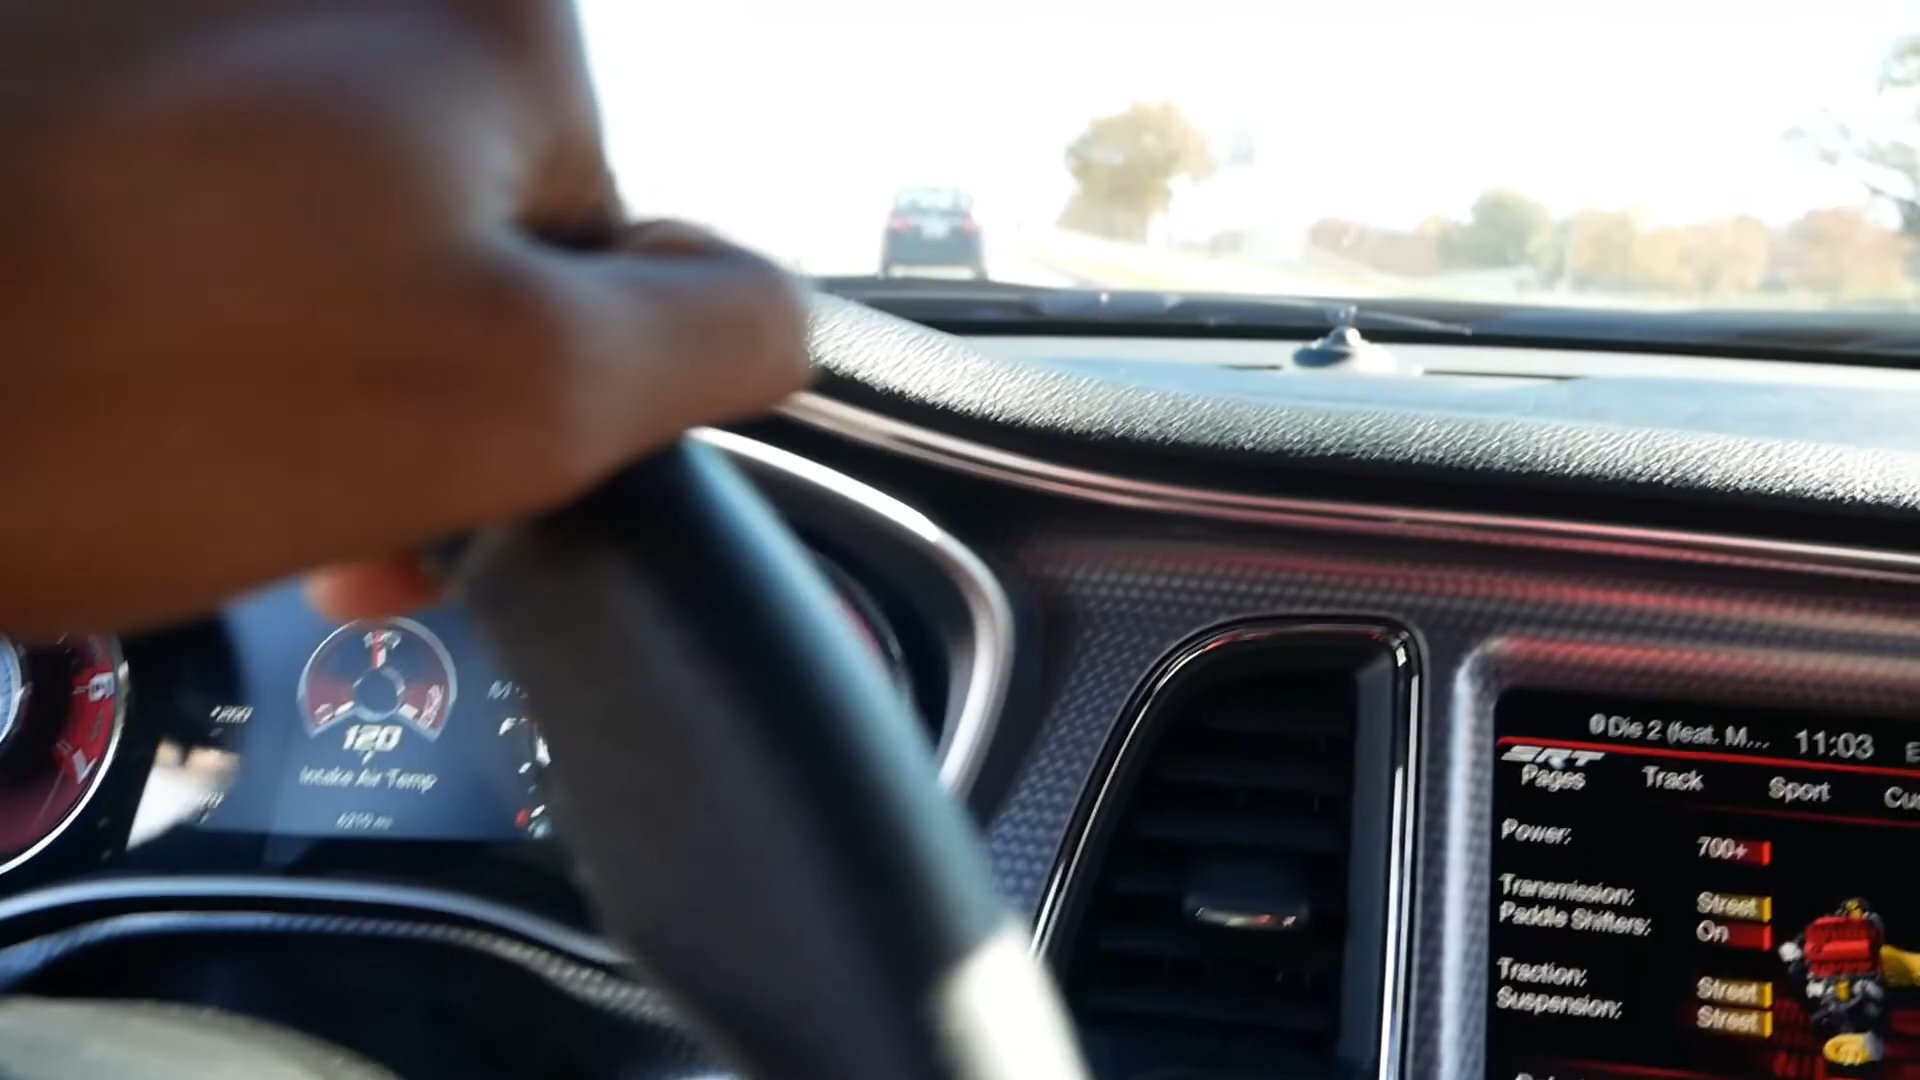 120
Intake Air Temp
Die 2 (feat. M... 11:03
SRT
Pages Track Sport
Power: 700+
Transmission: Street
Paddle Shifters: On
Traction: Street
Suspension: Street